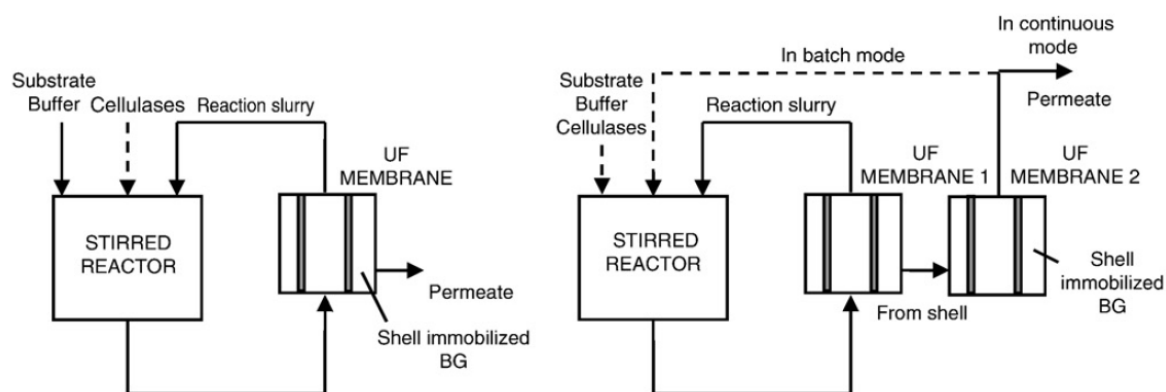 Substrate
Buffer
Cellulases
Reaction slurry
UF
MEMBRANE
STIRRED
REACTOR
Permeate
Shell immobilized
BG
In continuous
mode
In batch mode
Permeate
Substrate
Buffer
Cellulases
Reaction slurry
UF
MEMBRANE 1
UF
MEMBRANE 2
STIRRED
REACTOR
From shell
Shell
immobilized
BG